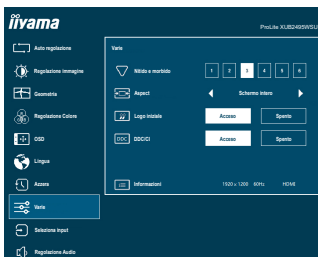 iiyama
ProLite XUB2495WSU
Auto regolazione
Regolazione immagine
Geometria
Regolazione Colore
OSD
Lingua
Azzera
Varie
Seleziona input
Regolazione Audio
Varie
Nitido e morbido 1 2 3 4 5 6
Aspect Schermo intero
Logo iniziale Acceso Spento
DDC DDC/CI Acceso Spento
Informazioni 1920 x 1200 60Hz HDMI